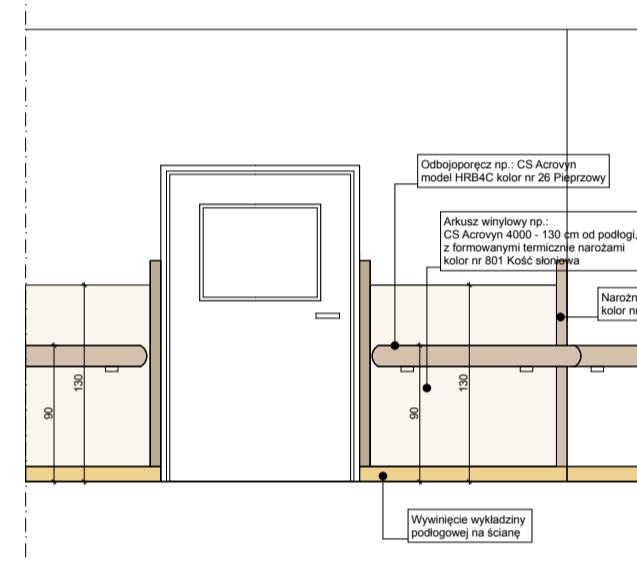 Odbojoporęcz np.: CS Acrovyn
model HRB4C kolor nr 26 Pieprzowy
Arkusz winylowy np.:
CS Acrovyn 4000 - 130 cm od podłogi,
z formowanymi termicznie narożami
kolor nr 801 Kość słoniowa
Narożn
kolor nr
130
90
130
90
Wywinięcie wykładziny
podłogowej na ścianę